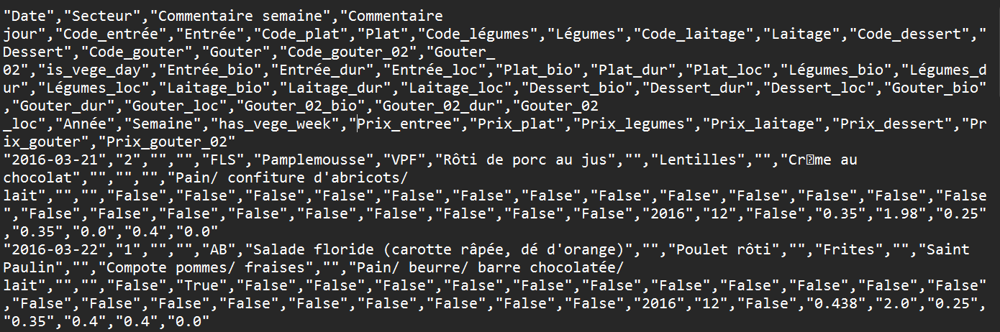 "Date","Secteur","Commentaire semaine","Commentaire
jour","Code_entrée","Entrée","Code_plat","Plat","Code_légumes","Légumes","Code_laitage","Laitage","Code_dessert","
Dessert","Code_gouter","Gouter","Code_gouter_02","Gouter_
02","is_vege_day","Entrée_bio","Entrée_dur","Entrée_loc","Plat_bio","Plat_dur","Plat_loc","Légumes_bio","Légumes_d
ur","Légumes_loc","Laitage_bio","Laitage_dur","Laitage_loc","Dessert_bio","Dessert_dur","Dessert_loc","Gouter_bio"
,"Gouter_dur","Gouter_loc","Gouter_02_bio","Gouter_02_dur","Gouter_02
_loc","Année","Semaine","has_vege_week","Prix_entree","Prix_plat","Prix_legumes","Prix_laitage","Prix_dessert","Pr
ix_gouter","Prix_gouter_02"
"2016-03-21","2","","","FLS","Pamplemousse","VPF","Rôti de porc au jus","","Lentilles","","Cr▯me au
chocolat","","","","Pain/ confiture d'abricots/
lait","","","False","False","False","False","False","False","False","False","False","False","False","False","False
","False","False","False","False","False","False","False","False","False","2016","12","False","0.35","1.98","0.25"
,"0.35","0.0","0.4","0.0"
"2016-03-22","1","","","AB","Salade floride (carotte râpée, dé d'orange)","","Poulet rôti","","Frites","","Saint
Paulin","","Compote pommes/ fraises","","Pain/ beurre/ barre chocolatée/
lait","","","False","True","False","False","False","False","False","False","False","False","False","False","False"
,"False","False","False","False","False","False","False","False","False","2016","12","False","0.438","2.0","0.25",
"0.35","0.4","0.4","0.0"